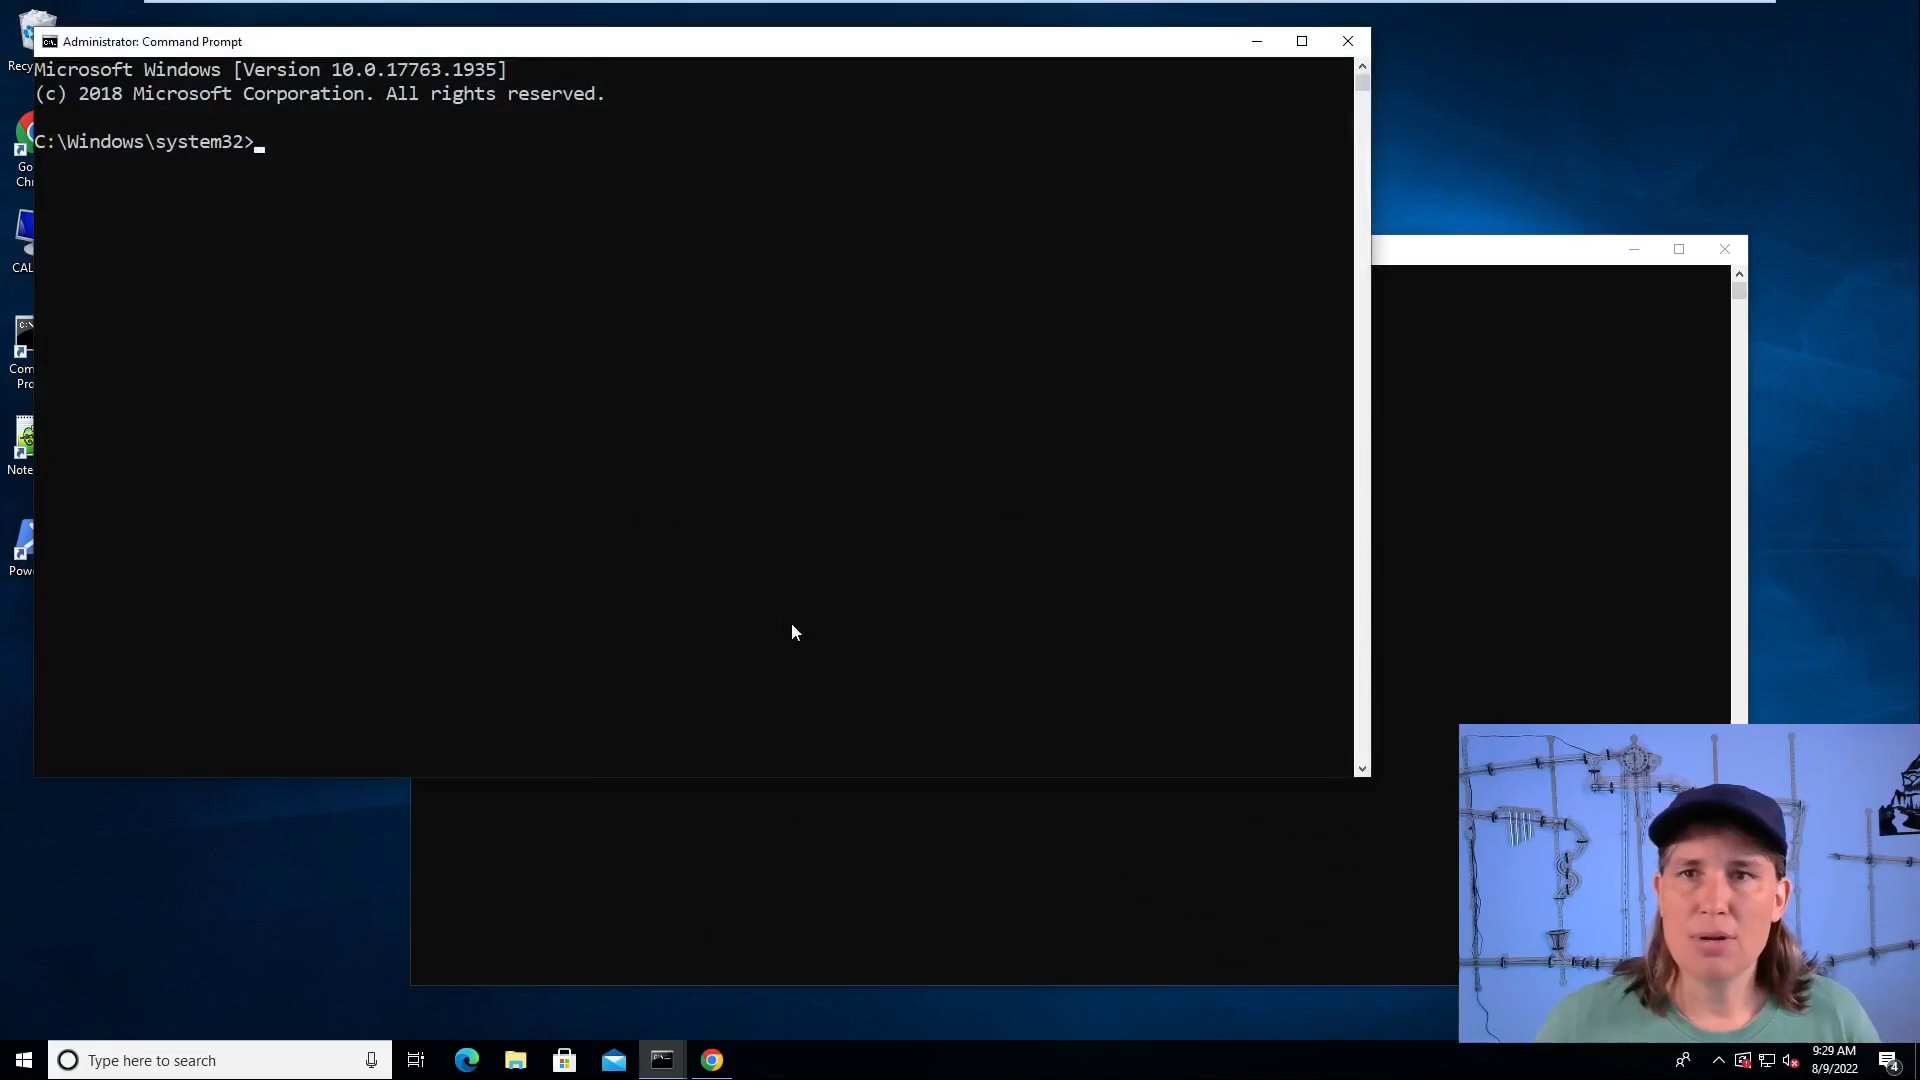 Administrator: Command Prompt
Microsoft Windows [Version 10.0.17763.1935]
(c) 2018 Microsoft Corporation. All rights reserved.
C:\Windows\system32>
Recy
Go
Chr
CAL
Com
Pro
Note
Pow
Type here to search
9:29 AM
8/9/2022
4